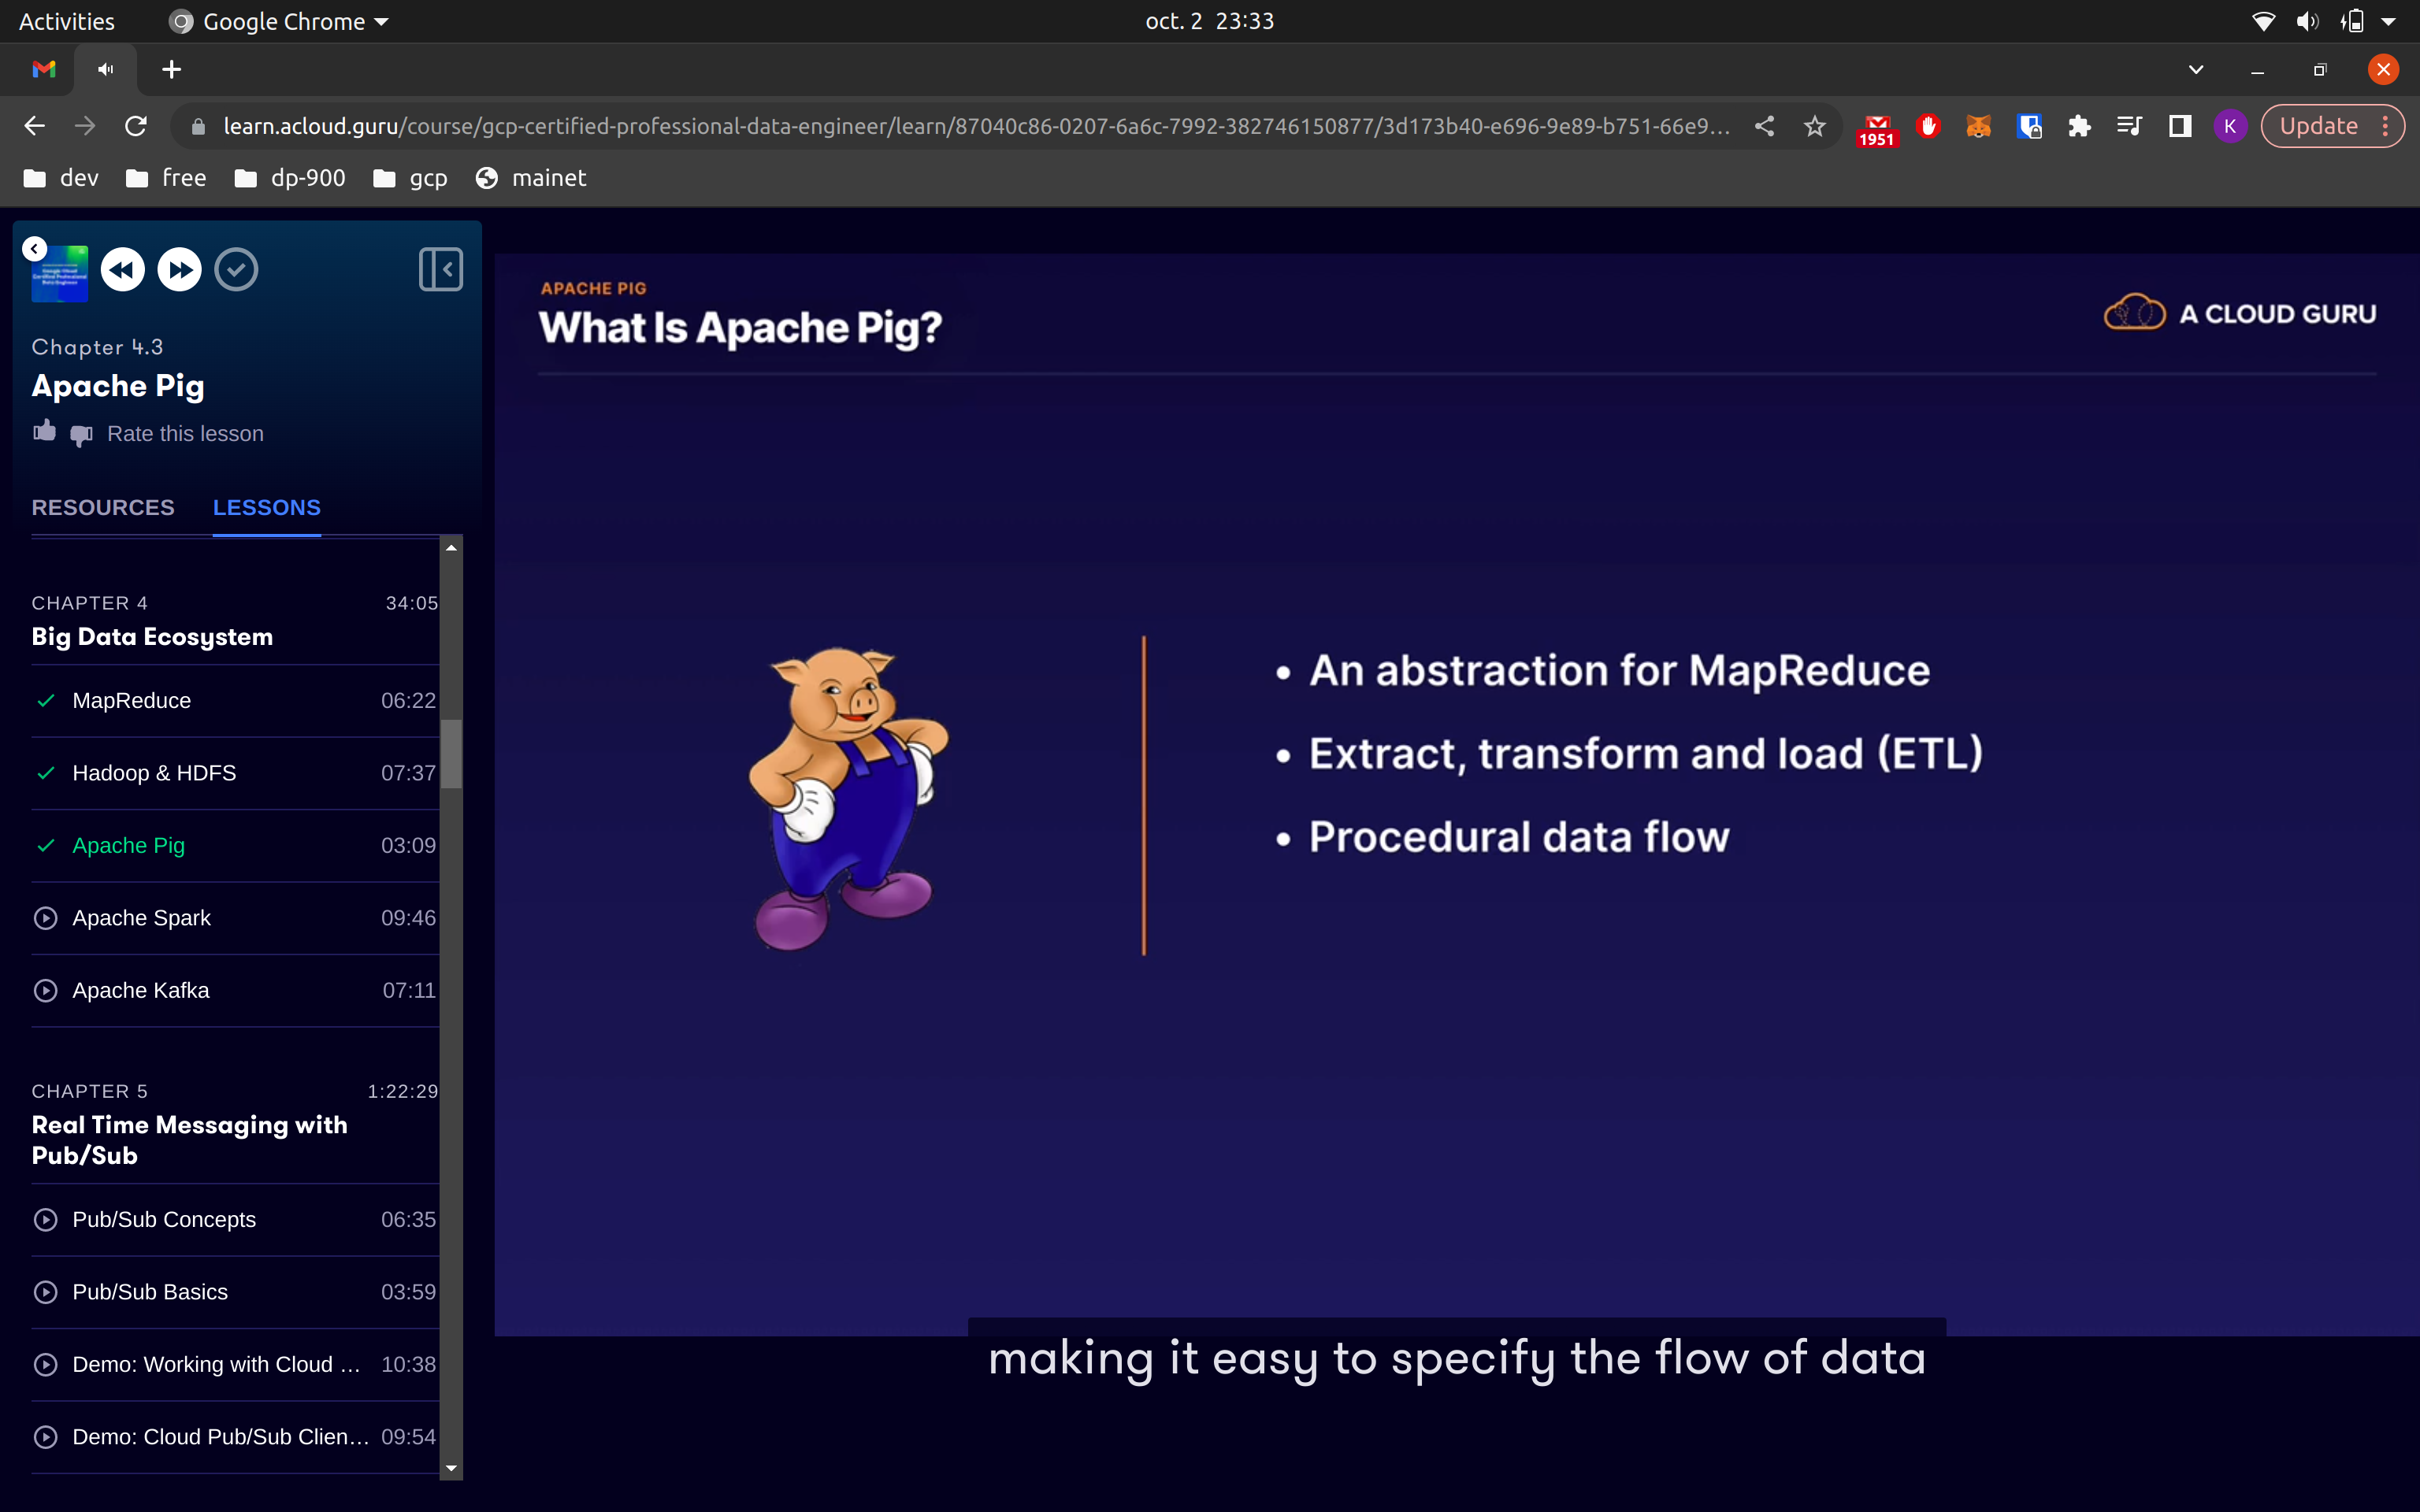 Activities
Google Chrome
oct. 2 23:33
learn.acloud.guru/course/gcp-certified-professional-data-engineer/learn/87040c86-0207-6a6c-7992-382746150877/3d173b40-e696-9e89-b751-66e9...
1951
K
Update
dev
free
dp-900
gcp
mainet
Google Cloud
Certified Professional
Data Engineer
Chapter 4.3
Apache Pig
Rate this lesson
RESOURCES
LESSONS
CHAPTER 4 34:05
Big Data Ecosystem
MapReduce 06:22
Hadoop & HDFS 07:37
Apache Pig 03:09
Apache Spark 09:46
Apache Kafka 07:11
CHAPTER 5 1:22:29
Real Time Messaging with
Pub/Sub
Pub/Sub Concepts 06:35
Pub/Sub Basics 03:59
Demo: Working with Cloud ... 10:38
Demo: Cloud Pub/Sub Clien... 09:54
APACHE PIG
What Is Apache Pig?
A CLOUD GURU
• An abstraction for MapReduce
• Extract, transform and load (ETL)
• Procedural data flow
making it easy to specify the flow of data